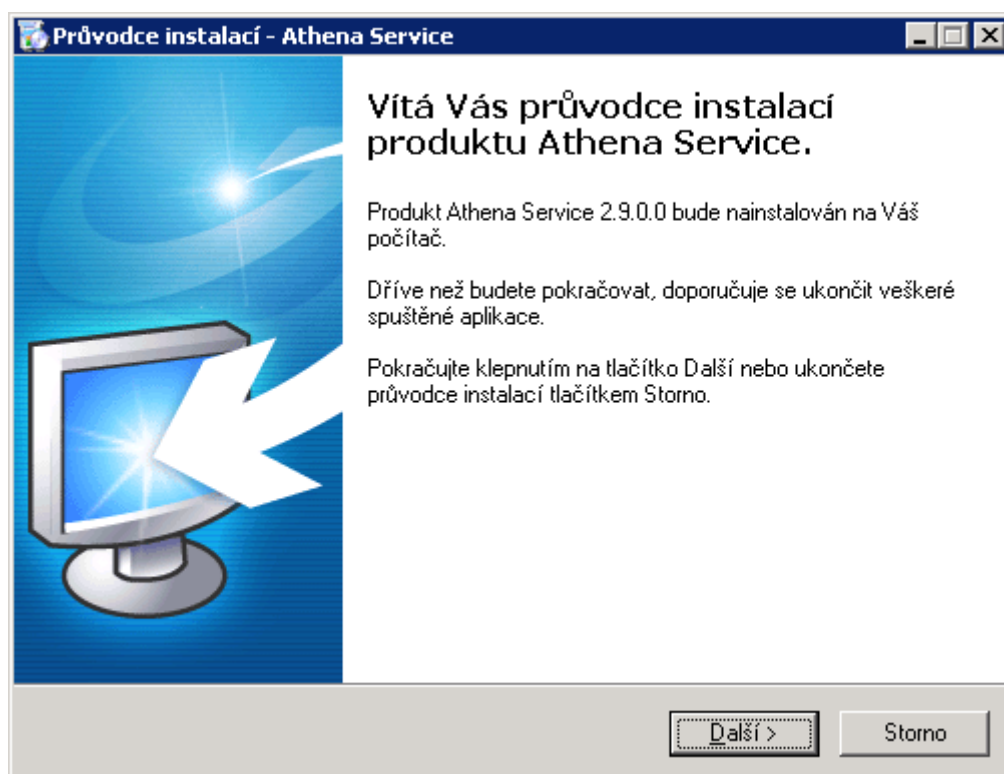 Průvodce instalací - Athena Service
Vítá Vás průvodce instalací
produktu Athena Service.
Produkt Athena Service 2.9.0.0 bude nainstalován na Váš
počítač.
Dříve než budete pokračovat, doporučuje se ukončit veškeré
spuštěné aplikace.
Pokračujte klepnutím na tlačítko Další nebo ukončete
průvodce instalací tlačítkem Storno.
Další >
Storno